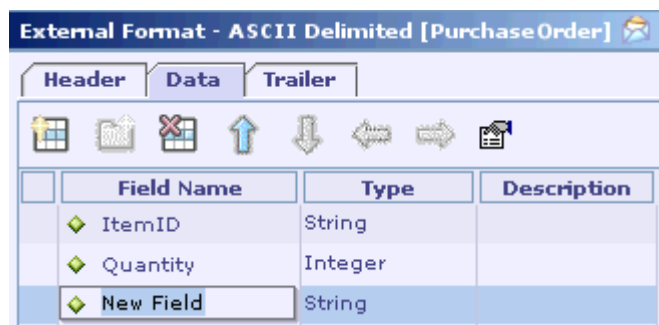 External Format - ASCII Delimited [PurchaseOrder]
Header Data Trailer
Field Name Type Description
ItemID String
Quantity Integer
New Field String